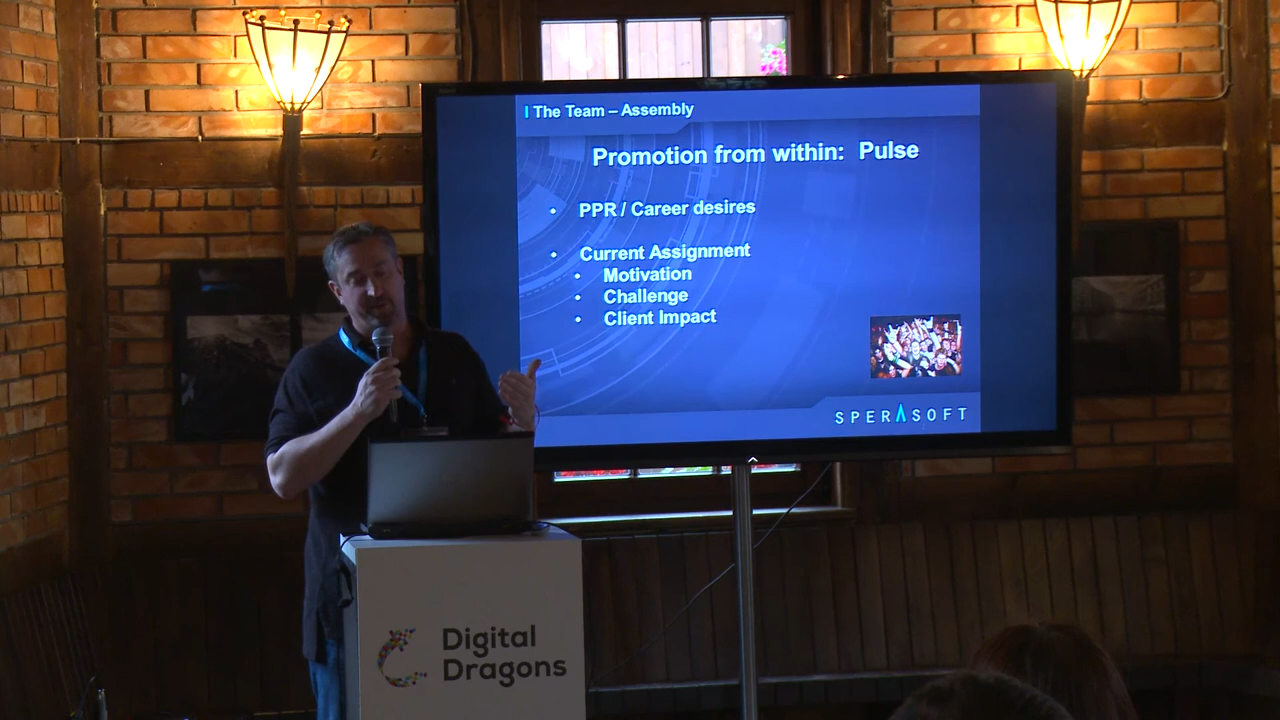 The Team – Assembly
Promotion from within: Pulse
• PPR / Career desires
• Current Assignment
• Motivation
• Challenge
• Client Impact
SPERASOFT
Digital
Dragons